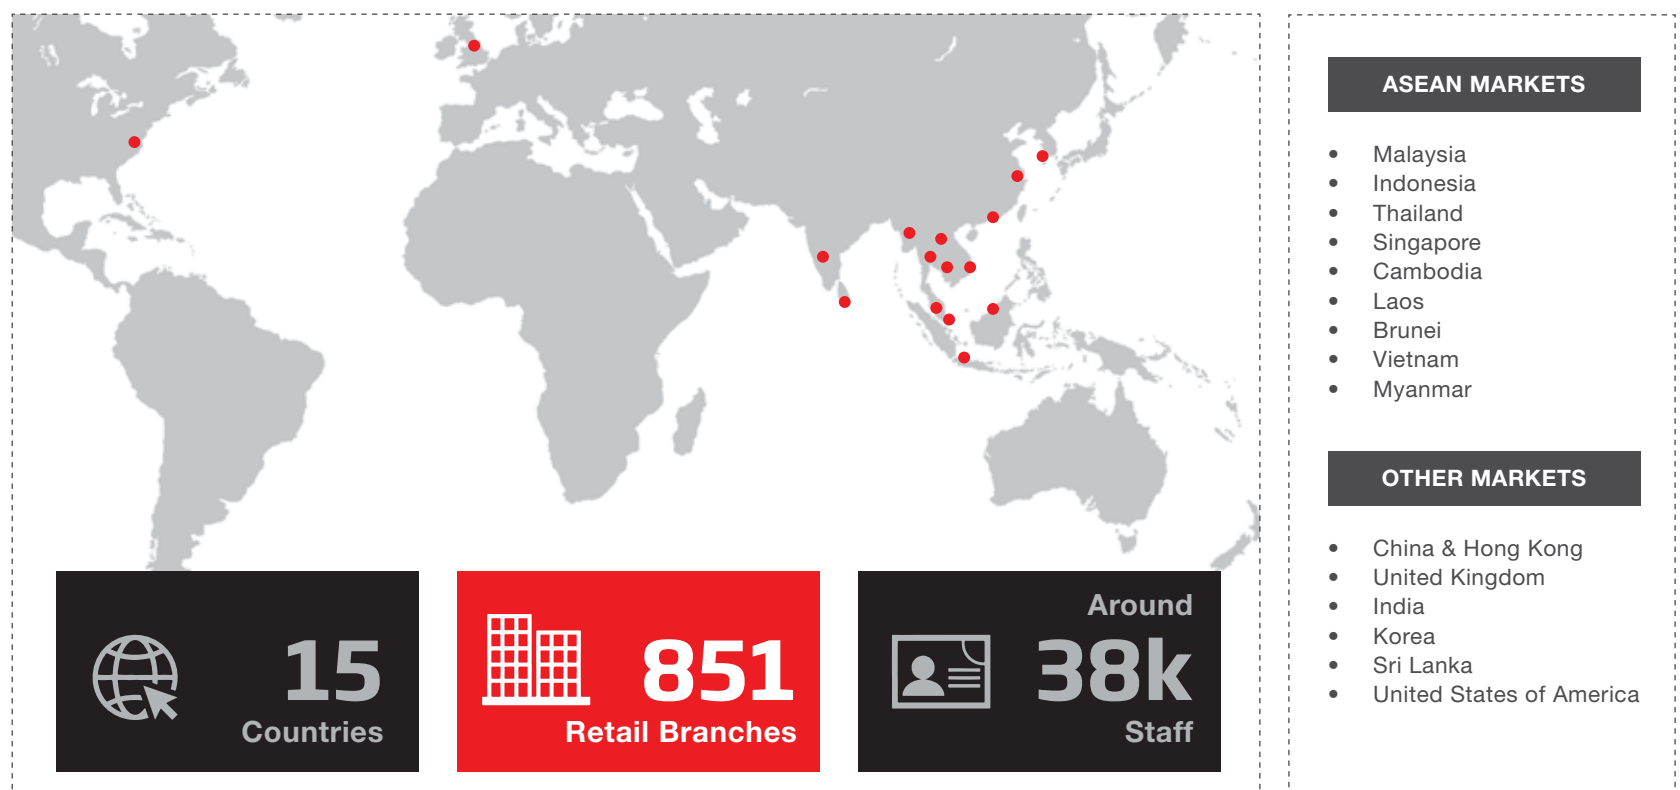 15
Countries
851
Retail Branches
Around
38k
Staff
ASEAN MARKETS
• Malaysia
• Indonesia
• Thailand
• Singapore
• Cambodia
• Laos
• Brunei
• Vietnam
• Myanmar
OTHER MARKETS
• China & Hong Kong
• United Kingdom
• India
• Korea
• Sri Lanka
• United States of America